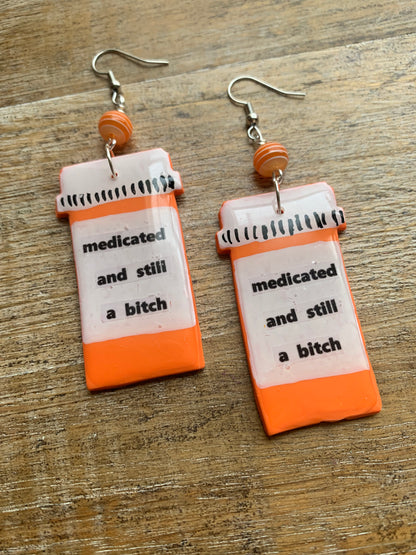 medicated
and still
a bitch
medicated
and still
a bitch